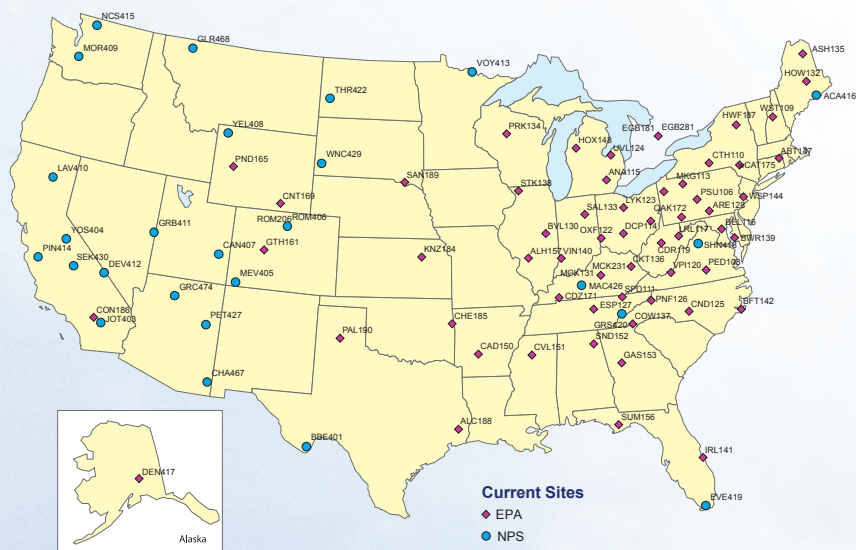 NCS415
MOR409
GLR468
THR422
VOY413
ASH135
HOW132
ACA416
WST109
HWF187
EGB181
EGB281
PRK134
HOX148
UVL124
ANA115
CTH110
CAT175
ABT147
YEL408
PND165
WNC429
SAN189
STK138
MKG113
PSU106
WSP144
LAV410
CNT169
ROM206
ROM406
GTH161
SAL133
LYK123
ARE128
QAK172
OXF122
DCP114
BVL130
LRL117
BEL116
BWR139
YOS404
GRB411
CAN407
KNZ184
PIN414
SEK430
DEV412
MEV405
ALH157
VIN140
CDR119
SHN418
CKT136
MCK231
MCK131
VPI120
PED108
GRC474
MAC426
SPD111
CDZ171
ESP127
PNF126
CND125
BFT142
CON186
JOT403
PET427
PAL190
CHE185
GRS420
COW137
SND152
CAD150
CVL151
GAS153
CHA467
ALC188
SUM156
BBE401
IRL141
EVE419
DEN417
Alaska
Current Sites
EPA
NPS